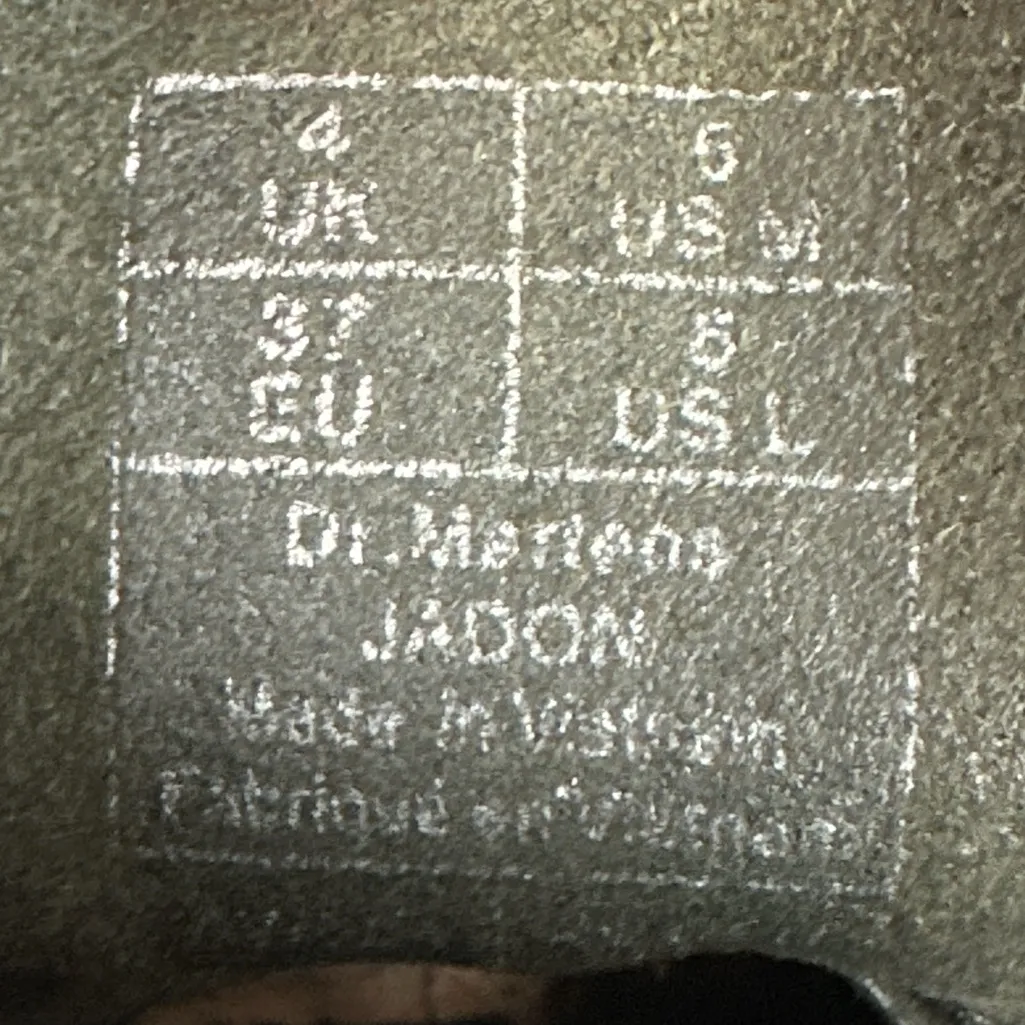 4
UK
5
US M
37
EU
6
US L
Dr.Martens
JADON
Made in Vietnam
Fabriqué en Vietnam